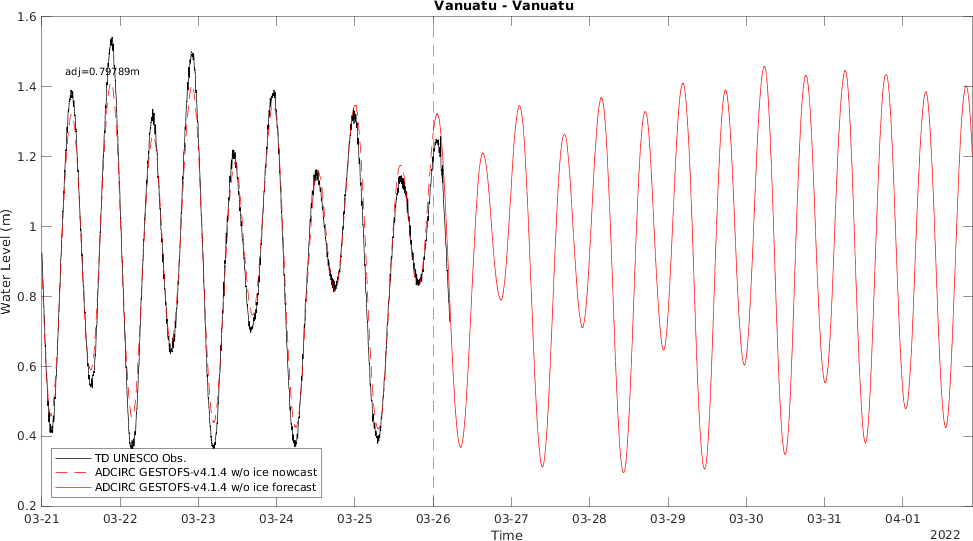 Vanuatu - Vanuatu
1.6
1.4
1.2
1
0.8
0.6
0.4
0.2
Water Level (m)
adj=0.79789m
TD UNESCO Obs.
ADCIRC GESTOFS-v4.1.4 w/o ice nowcast
ADCIRC GESTOFS-v4.1.4 w/o ice forecast
03-21 03-22 03-23 03-24 03-25 03-26 03-27 03-28 03-29 03-30 03-31 04-01
Time
2022